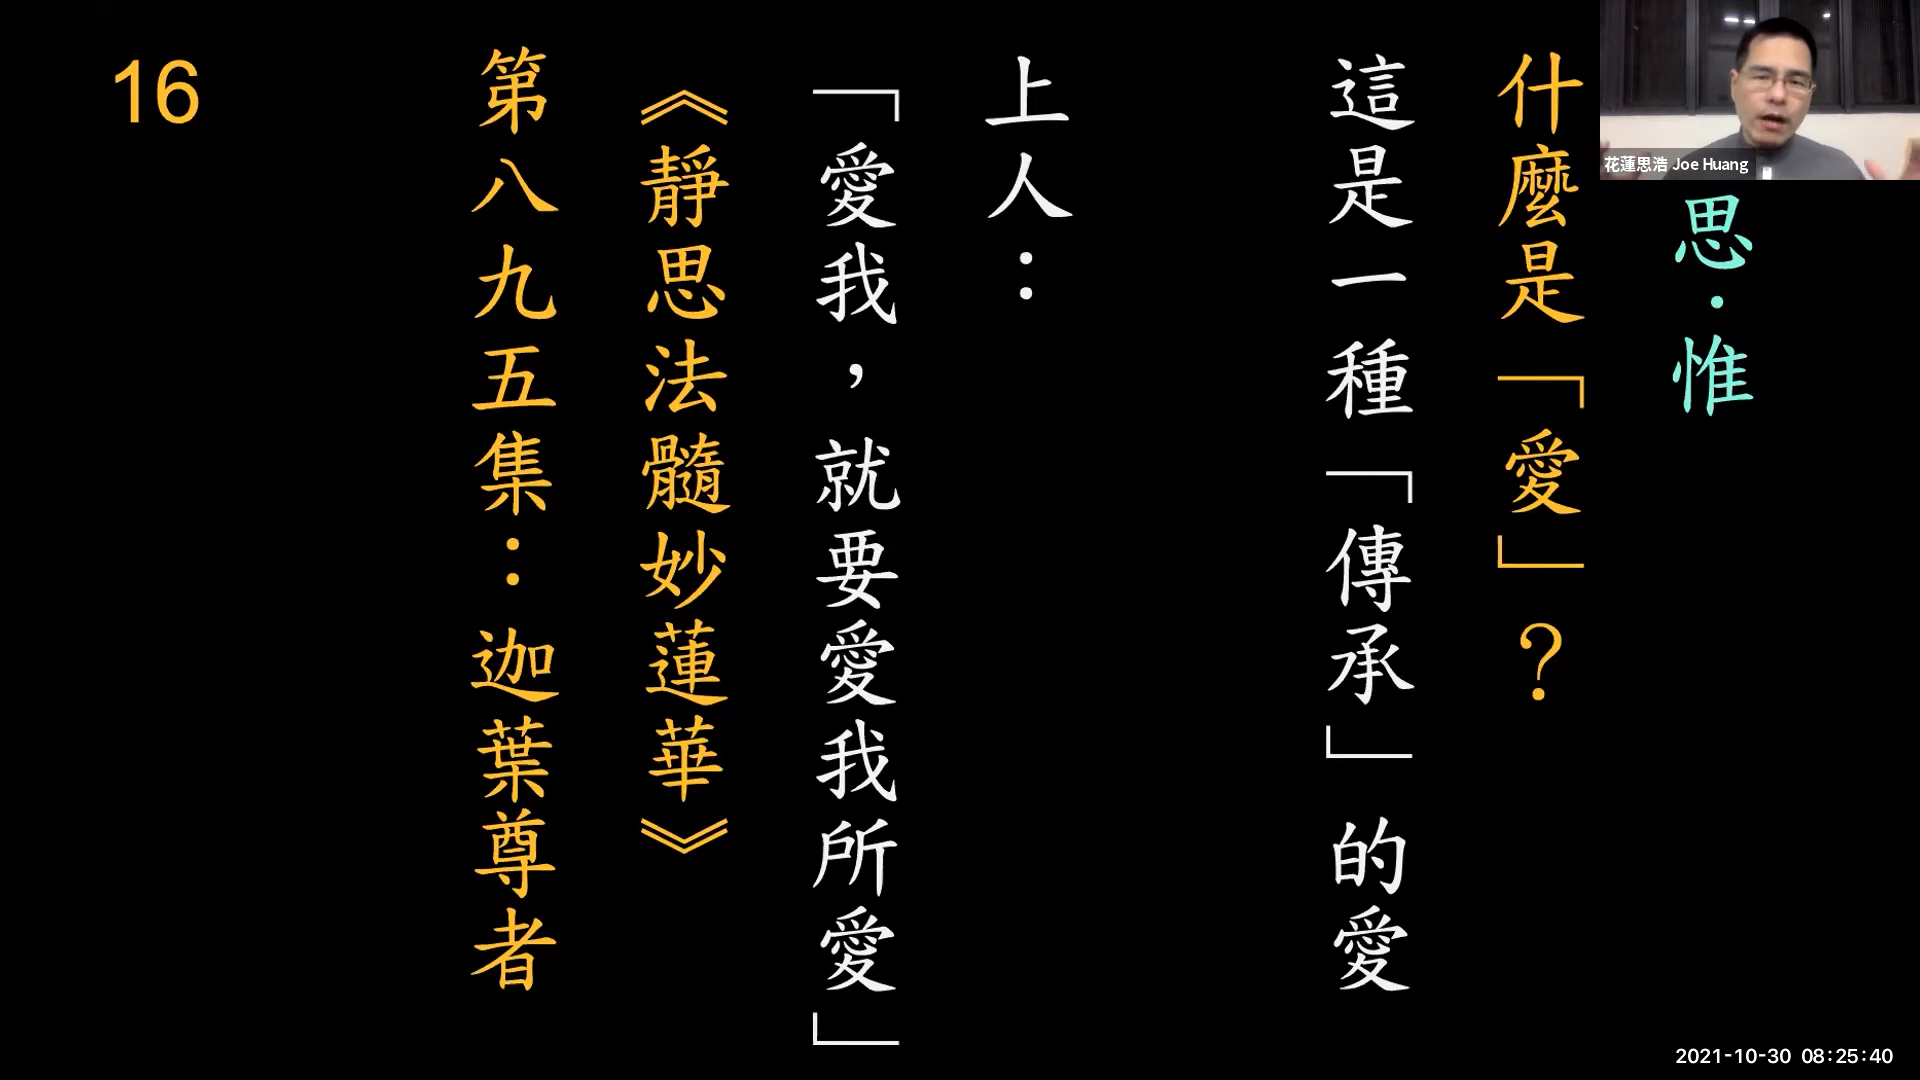 思・惟
什麼是「愛」？
這是一種「傳承」的愛
上人：
「愛我，就要愛我所愛」
《靜思法髓妙蓮華》
第八九五集：迦葉尊者
16
花蓮思浩 Joe Huang
2021-10-30 08:25:40